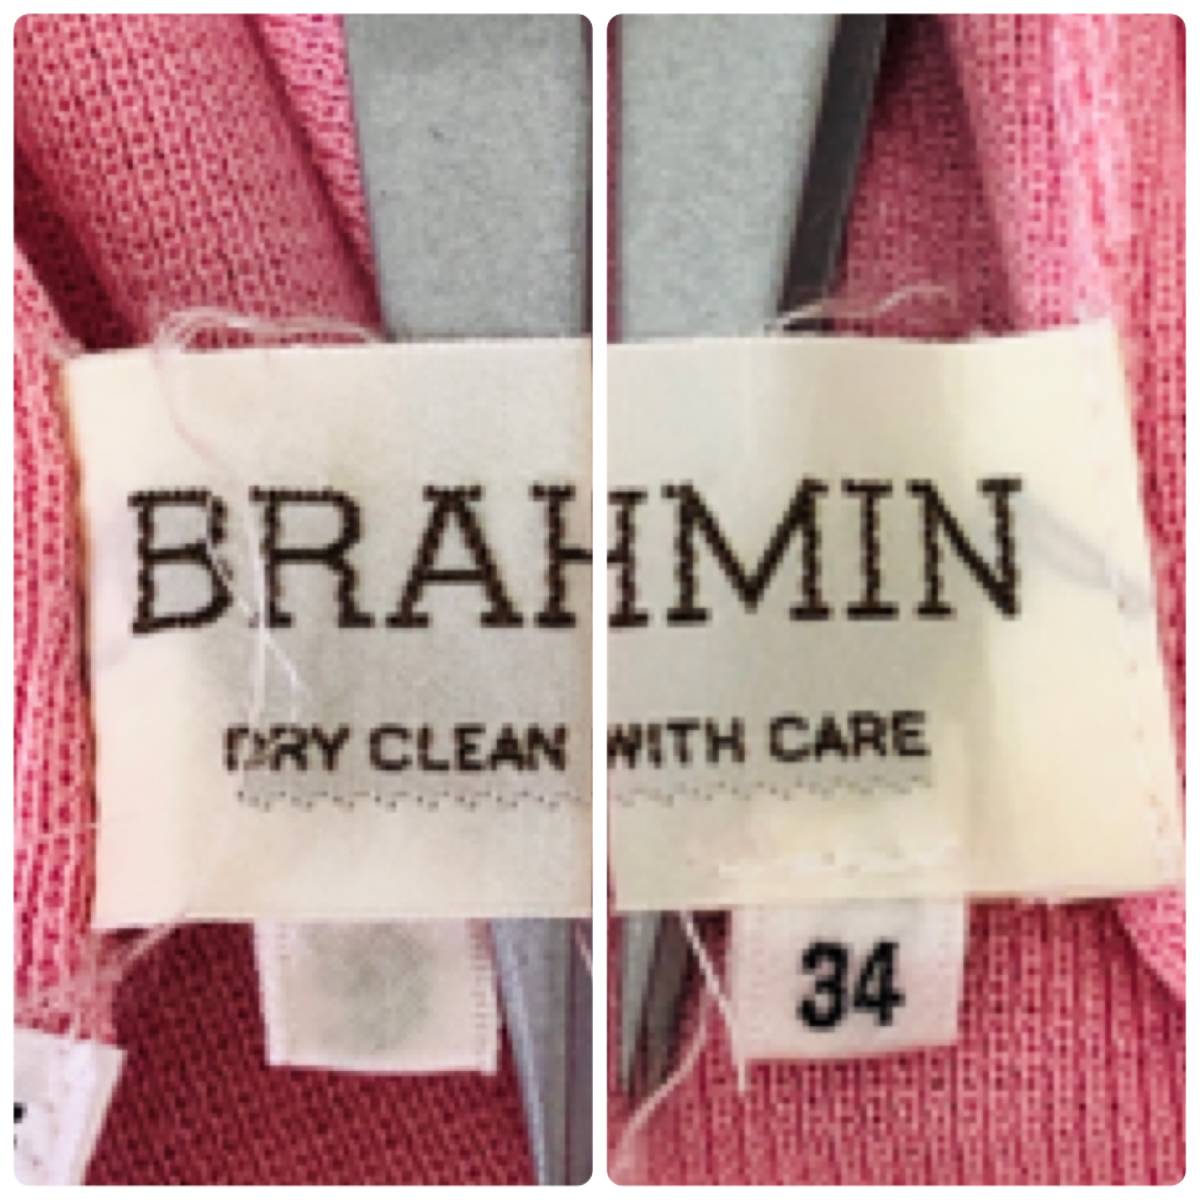 BRAHMIN
DRY CLEAN WITH CARE
34